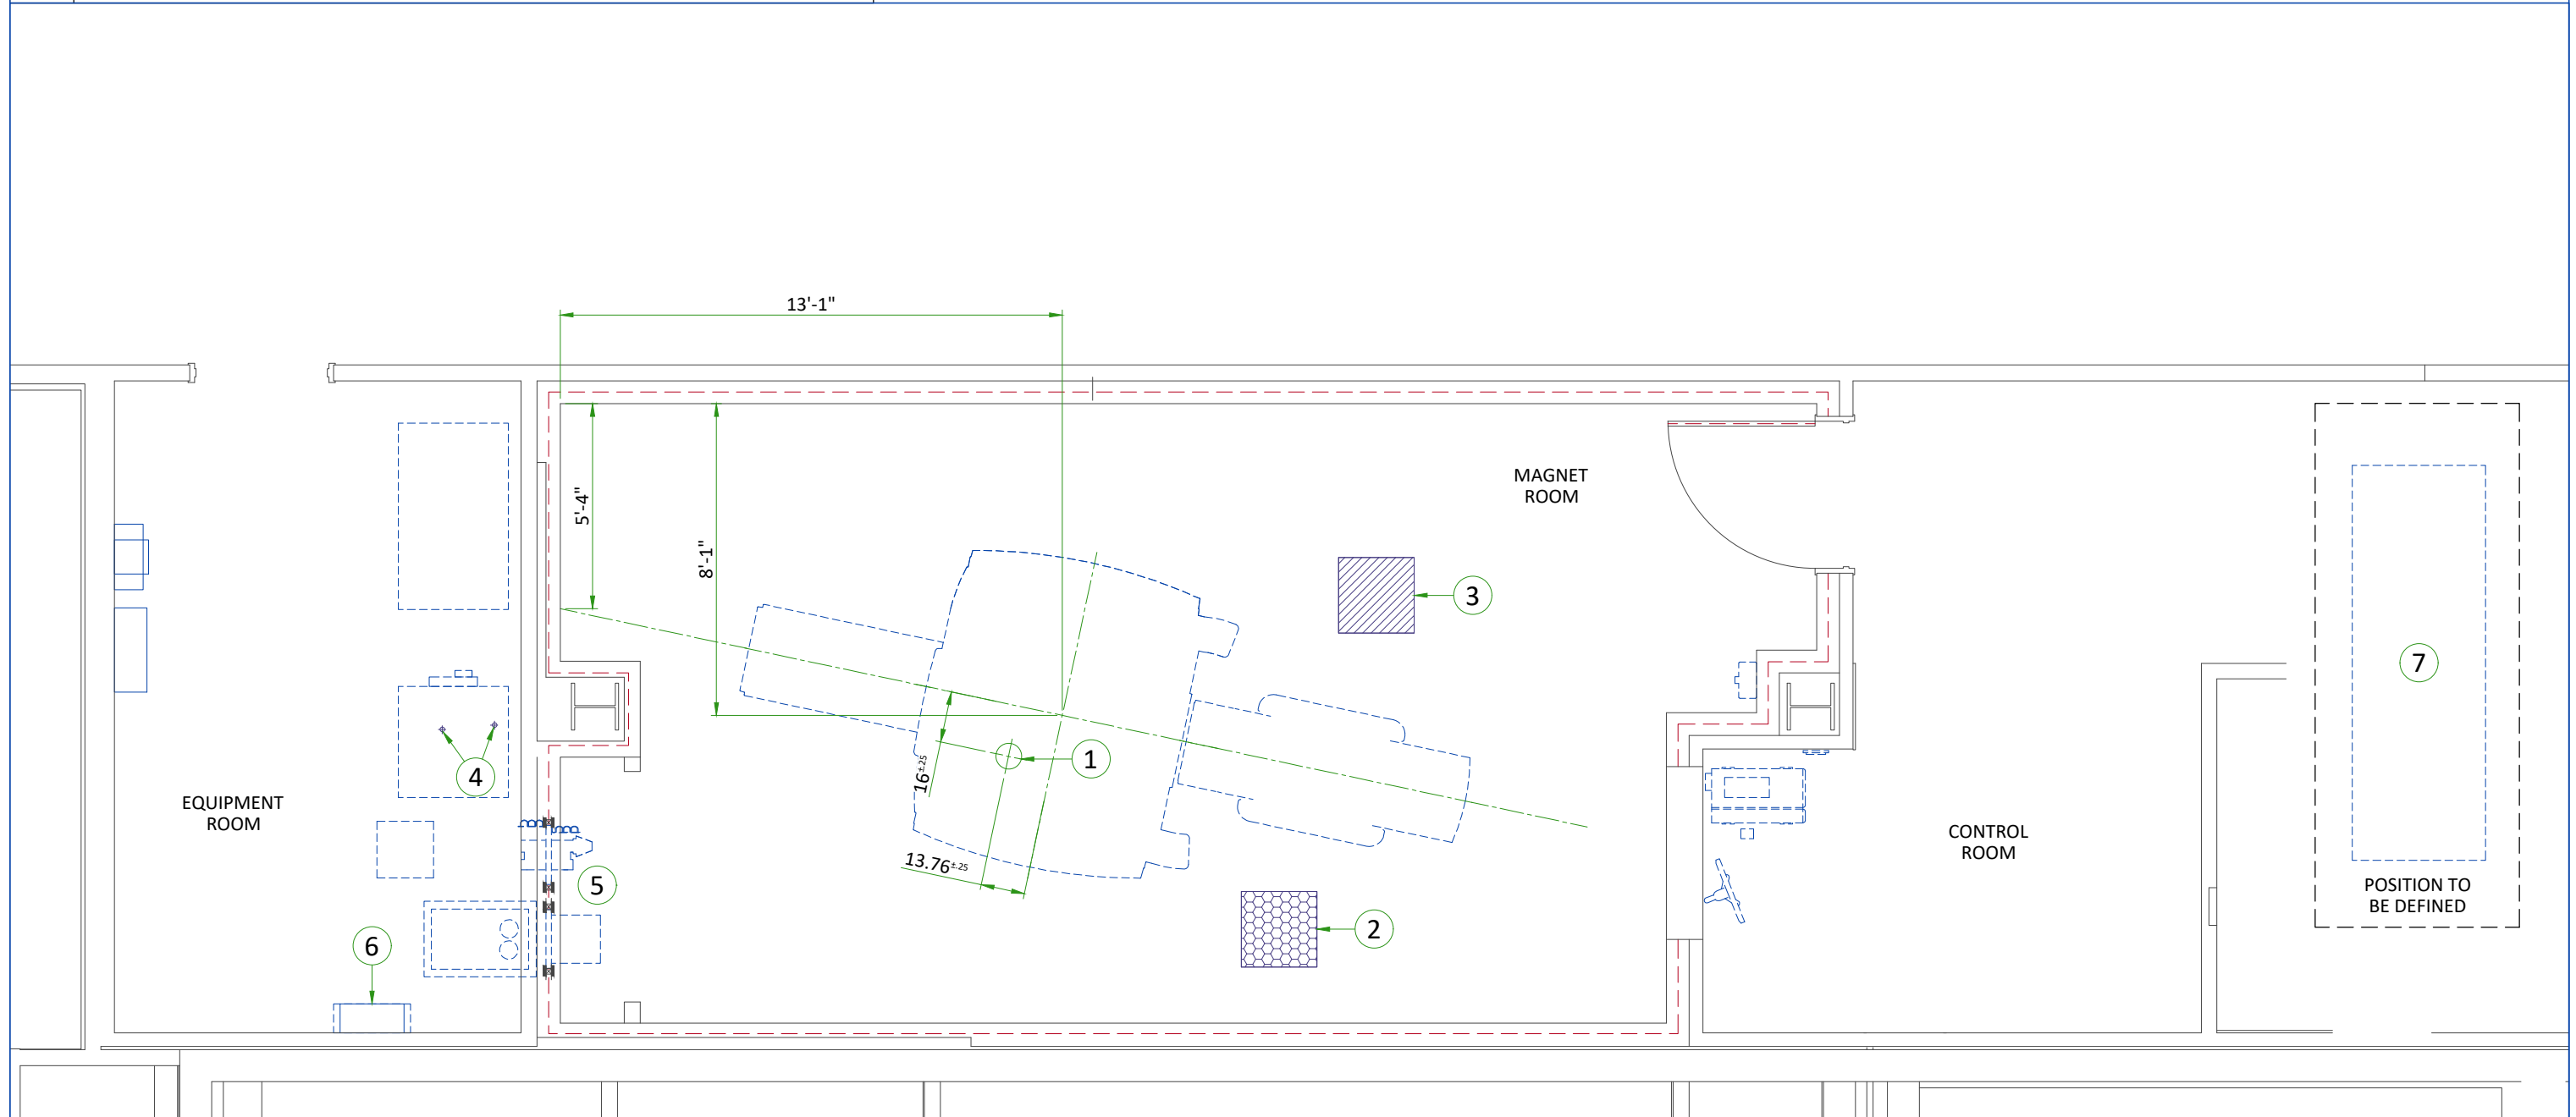 13'-1"
5'-4"
8'-1"
MAGNET
ROOM
3
7
1
16±.25
4
EQUIPMENT
ROOM
CONTROL
ROOM
13.76±.25
5
POSITION TO
BE DEFINED
2
6